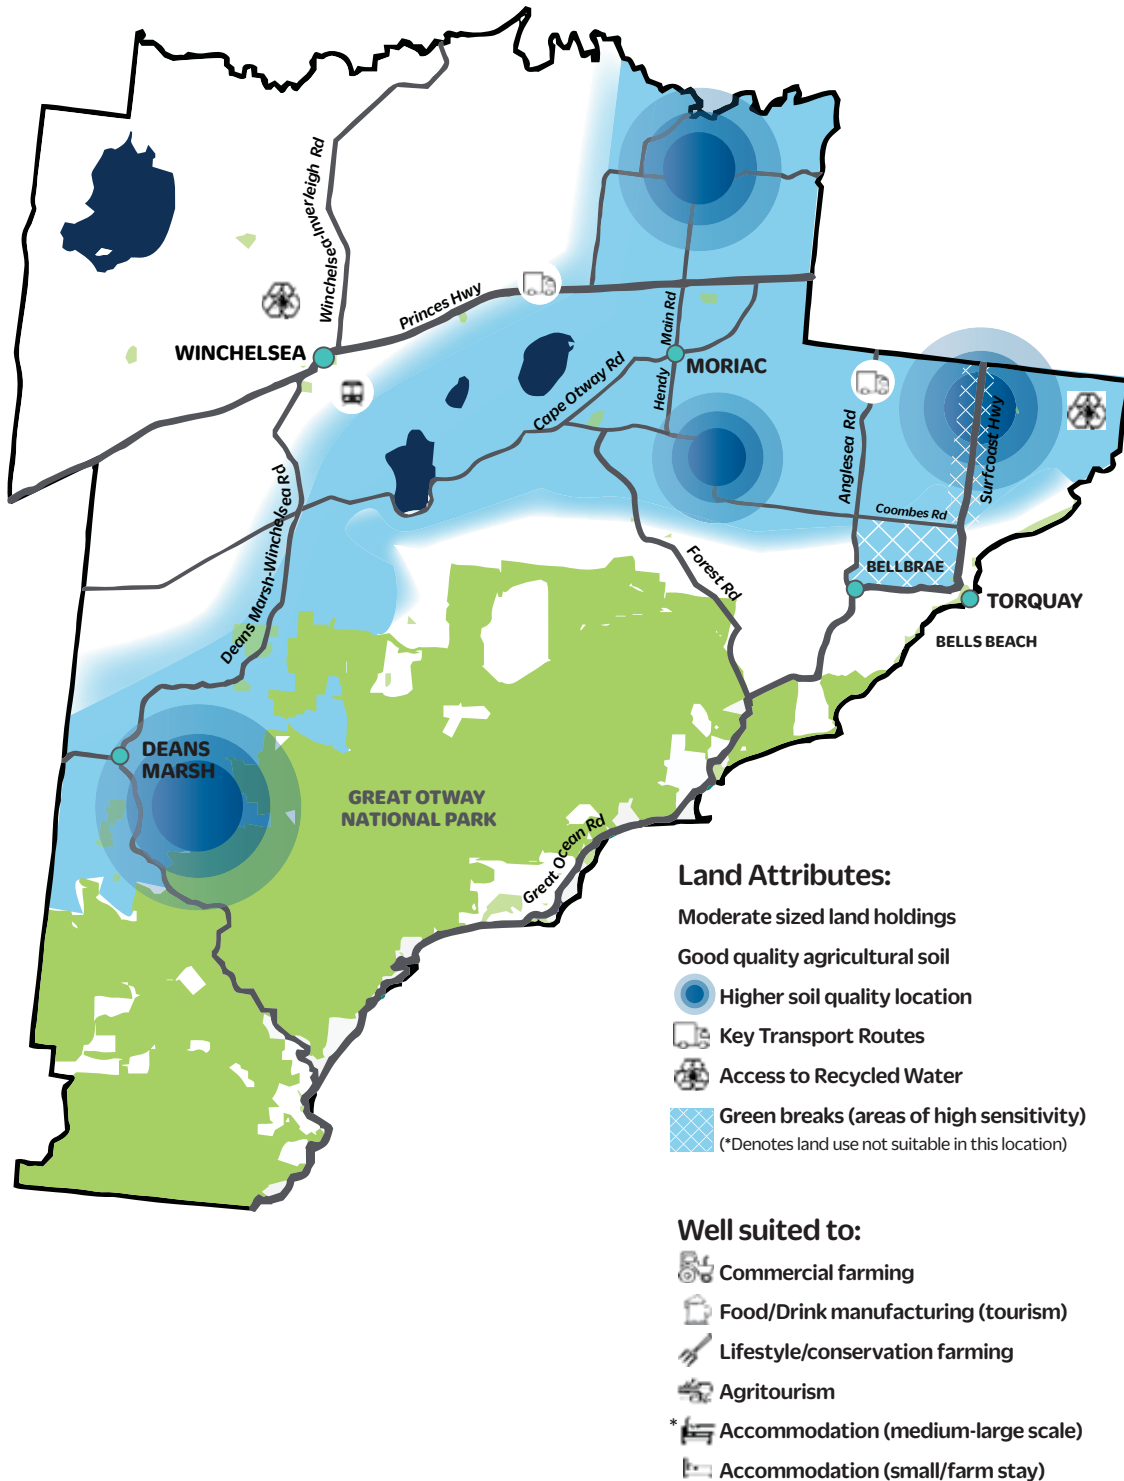 Winchelsea-Inverleigh Rd
Princes Hwy
WINCHELSEA
Main Rd
MORIAC
Hendy
Cape Otway Rd
Anglesea Rd
Surfcoast Hwy
Deans Marsh-Winchelsea Rd
Coombes Rd
Forest Rd
BELLBRAE
TORQUAY
BELLS BEACH
DEANS
MARSH
GREAT OTWAY
NATIONAL PARK
Great Ocean Rd
Land Attributes:
Moderate sized land holdings
Good quality agricultural soil
Higher soil quality location
Key Transport Routes
Access to Recycled Water
Green breaks (areas of high sensitivity)
(*Denotes land use not suitable in this location)
Well suited to:
Commercial farming
Food/Drink manufacturing (tourism)
Lifestyle/conservation farming
Agritourism
* Accommodation (medium-large scale)
Accommodation (small/farm stay)